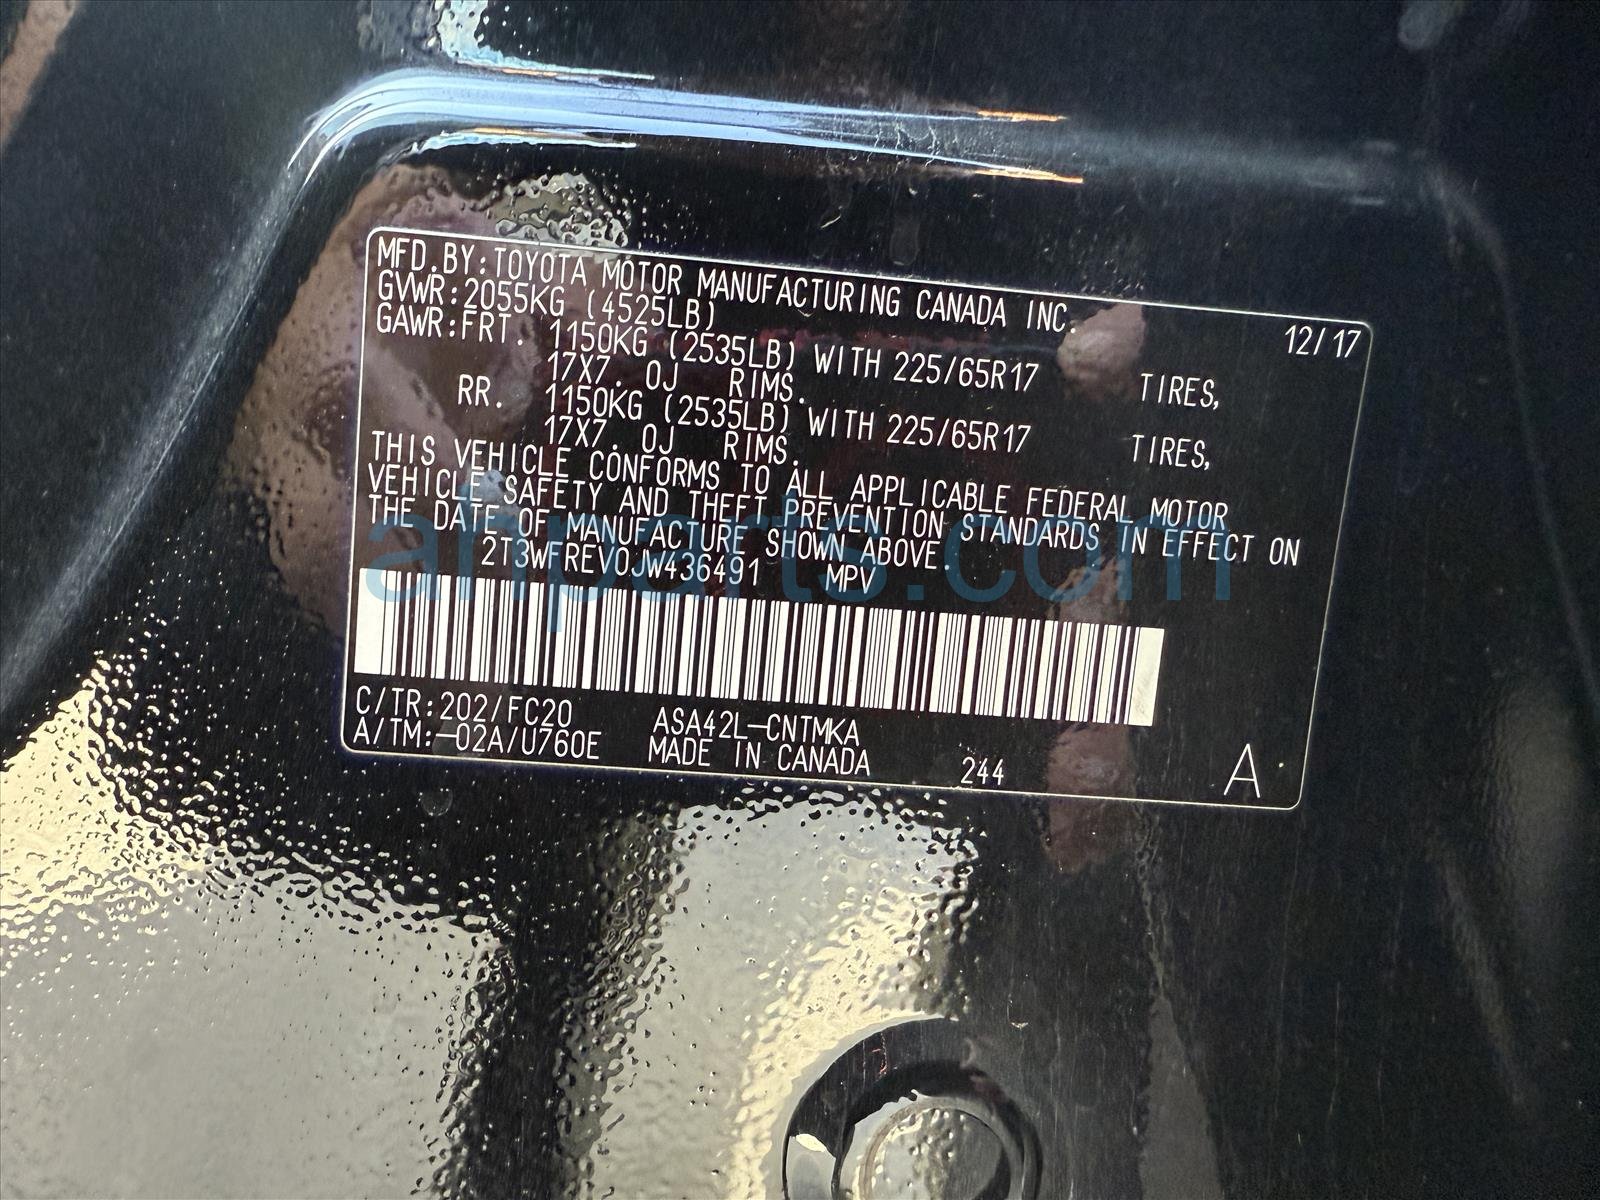 MFD.BY:TOYOTA MOTOR MANUFACTURING CANADA INC. 12/17
GVWR:2055KG (4525LB)
GAWR:FRT. 1150KG (2535LB) WITH 225/65R17 TIRES,
17X7.0J RIMS.
RR. 1150KG (2535LB) WITH 225/65R17 TIRES,
17X7.0J RIMS.
THIS VEHICLE CONFORMS TO ALL APPLICABLE FEDERAL MOTOR
VEHICLE SAFETY AND THEFT PREVENTION STANDARDS IN EFFECT ON
THE DATE OF MANUFACTURE SHOWN ABOVE.
2T3WFREV0JW436491 MPV
ahparts.com
C/TR:202/FC20 ASA42L-CNTMKA
A/TM:-02A/U760E MADE IN CANADA 244 A